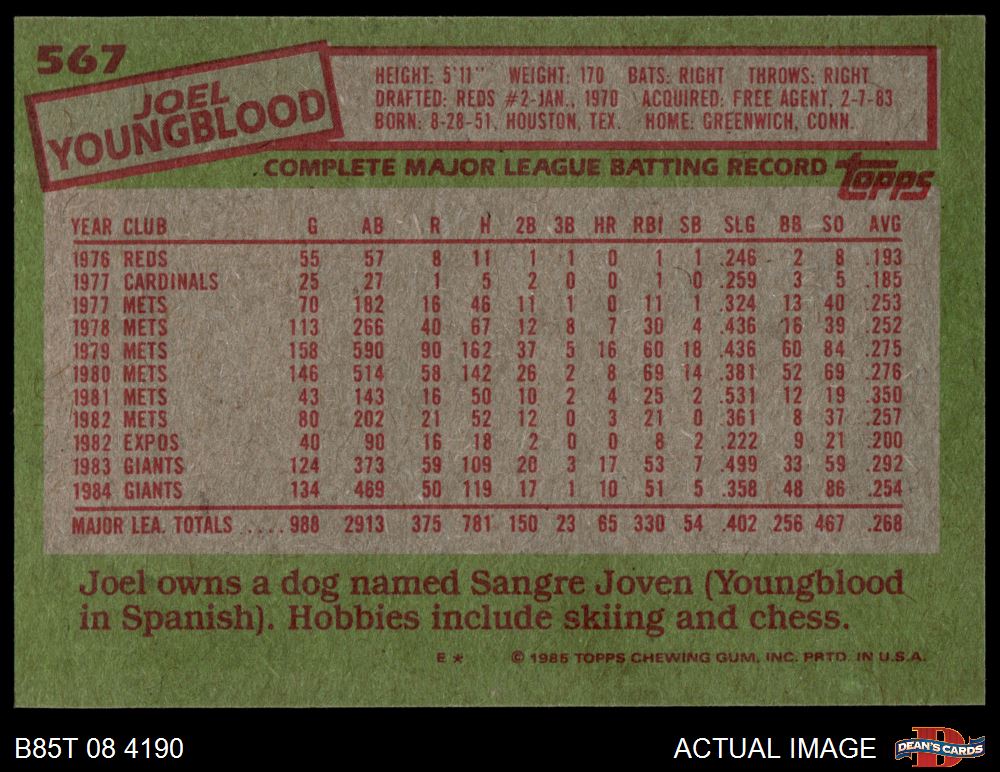 567
JOEL
YOUNGBLOOD
HEIGHT: 5'11" WEIGHT: 170 BATS: RIGHT THROWS: RIGHT
DRAFTED: REDS #2-JAN., 1970 ACQUIRED: FREE AGENT, 2-7-83
BORN: 8-28-51, HOUSTON, TEX. HOME: GREENWICH, CONN.
COMPLETE MAJOR LEAGUE BATTING RECORD
Topps
YEAR CLUB G AB R H 2B 3B HR RBI SB SLG BB SO AVG
1976 REDS 55 57 8 11 1 1 0 1 1 .246 2 8 .193
1977 CARDINALS 25 27 1 5 2 0 0 1 0 .259 3 5 .185
1977 METS 70 182 16 46 11 1 0 11 1 .324 13 40 .253
1978 METS 113 266 40 67 12 8 7 30 4 .436 16 39 .252
1979 METS 158 590 90 162 37 5 16 60 18 .436 60 84 .275
1980 METS 146 514 58 142 26 2 8 69 14 .381 52 69 .276
1981 METS 43 143 16 50 10 2 4 25 2 .531 12 19 .350
1982 METS 80 202 21 52 12 0 3 21 0 .361 8 37 .257
1982 EXPOS 40 90 16 18 2 0 0 8 2 .222 9 21 .200
1983 GIANTS 124 373 59 109 20 3 17 53 7 .499 33 59 .292
1984 GIANTS 134 469 50 119 17 1 10 51 5 .358 48 86 .254
MAJOR LEA. TOTALS ..... 988 2913 375 781 150 23 65 330 54 .402 256 467 .268
Joel owns a dog named Sangre Joven (Youngblood
in Spanish). Hobbies include skiing and chess.
E * © 1985 TOPPS CHEWING GUM, INC. PRTD. IN U.S.A.
B85T 08 4190
ACTUAL IMAGE
DEAN'S CARDS